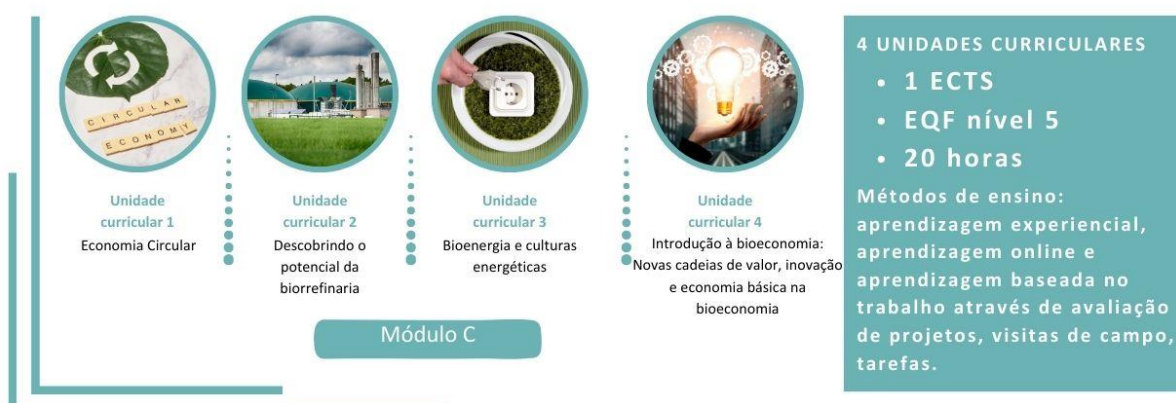 CIRCULAR
ECONOMY
Unidade
curricular 1
Economia Circular
Unidade
curricular 2
Descobrindo o
potencial da
biorrefinaria
Unidade
curricular 3
Bioenergia e culturas
energéticas
Unidade
curricular 4
Introdução à bioeconomia:
Novas cadeias de valor, inovação
e economia básica na
bioeconomia
Módulo C
4 UNIDADES CURRICULARES
• 1 ECTS
• EQF nível 5
• 20 horas
Métodos de ensino:
aprendizagem experiencial,
aprendizagem online e
aprendizagem baseada no
trabalho através de avaliação
de projetos, visitas de campo,
tarefas.